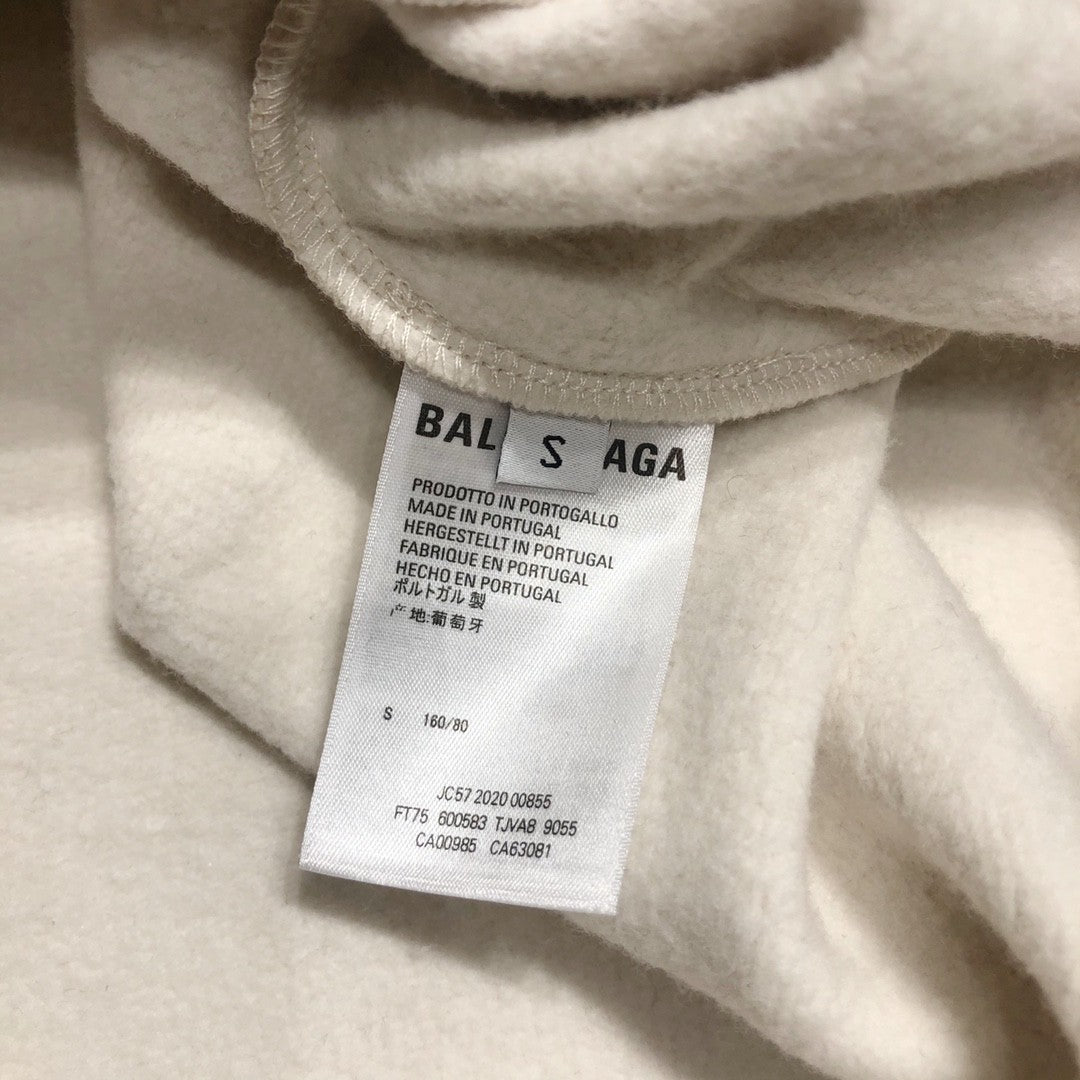 BAL S AGA
PRODOTTO IN PORTOGALLO
MADE IN PORTUGAL
HERGESTELLT IN PORTUGAL
FABRIQUE EN PORTUGAL
HECHO EN PORTUGAL
ポルトガル製
产地:葡萄牙
S 160/80
JC57 2020 00855
FT75 600583 TJVA8 9055
CA00985 CA63081